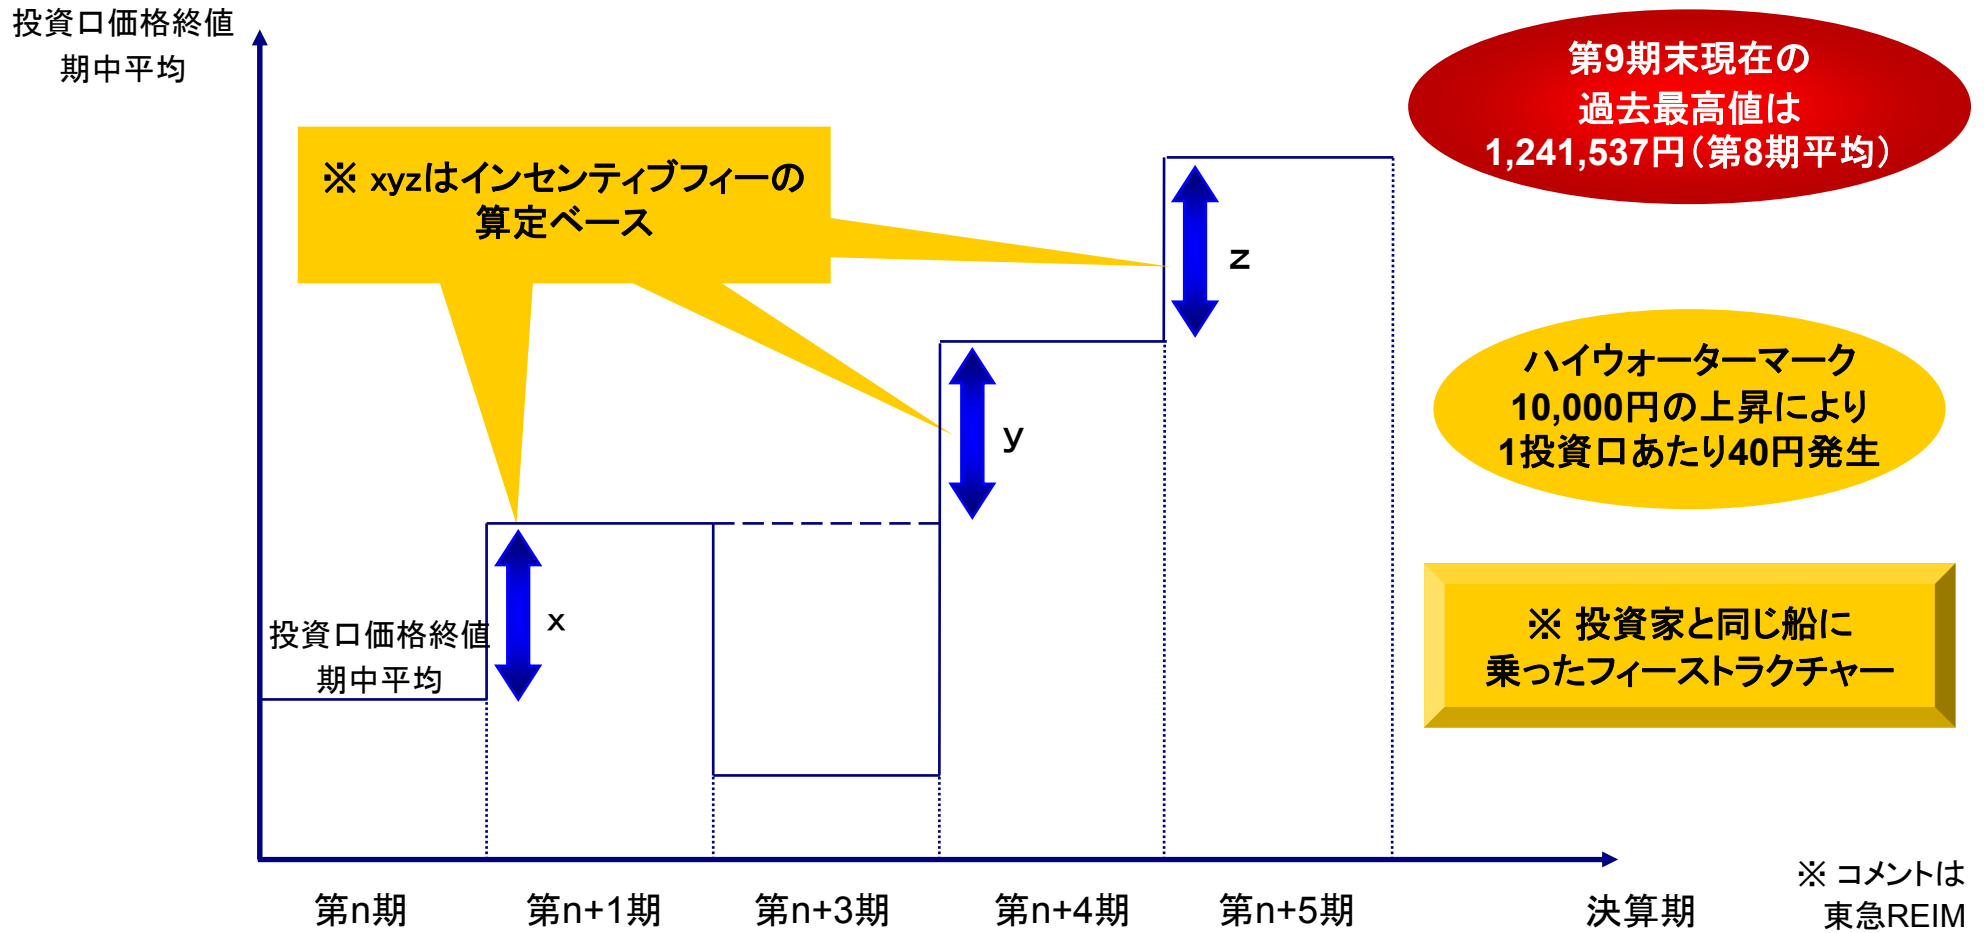 投資口価格終値
期中平均
※ xyzはインセンティブフィーの
算定ベース
第9期末現在の
過去最高値は
1,241,537円（第8期平均）
z
ハイウォーターマーク
10,000円の上昇により
1投資口あたり40円発生
y
※ 投資家と同じ船に
乗ったフィーストラクチャー
x
投資口価格終値
期中平均
第n期
第n+1期
第n+3期
第n+4期
第n+5期
決算期
※ コメントは
東急REIM